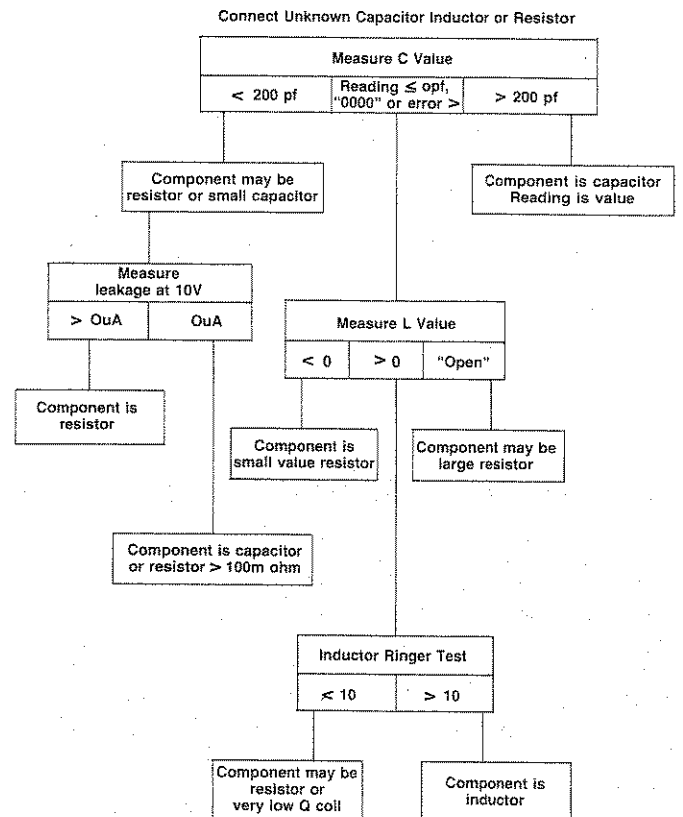 Connect Unknown Capacitor Inductor or Resistor
Measure C Value
< 200 pf
Reading ≤ opf,
"0000" or error >
> 200 pf
Component may be
resistor or small capacitor
Component is capacitor
Reading is value
Measure
leakage at 10V
> OuA
OuA
Measure L Value
< 0
> 0
"Open"
Component is
resistor
Component is
small value resistor
Component may be
large resistor
Component is capacitor
or resistor > 100m ohm
Inductor Ringer Test
< 10
> 10
Component may be
resistor or
very low Q coil
Component is
inductor